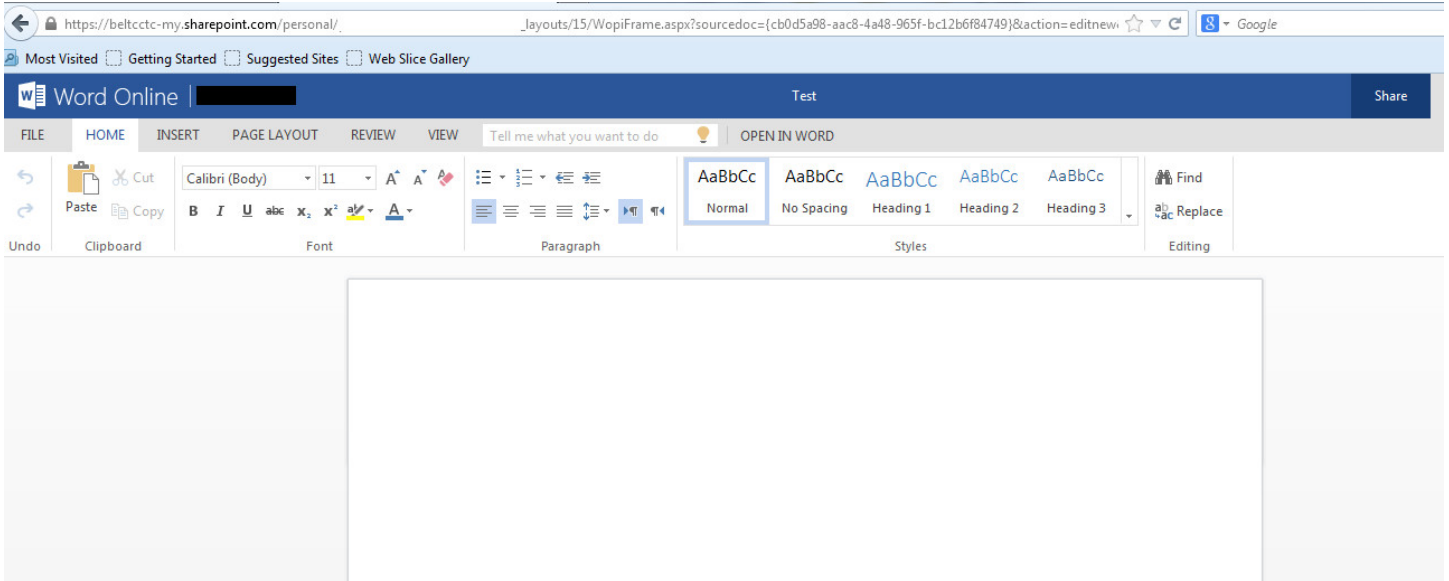 https://beltcctc-my.sharepoint.com/personal/ _layouts/15/WopiFrame.aspx?sourcedoc={cb0d5a98-aac8-4a48-965f-bc12b6f84749}&action=editnew Google
Most Visited Getting Started Suggested Sites Web Slice Gallery
Word Online | Test Share
FILE HOME INSERT PAGE LAYOUT REVIEW VIEW Tell me what you want to do OPEN IN WORD
Cut Calibri (Body) 11 AaBbCc AaBbCc AaBbCc AaBbCc AaBbCc Find
Paste Copy B I U abc x₂ x² A Normal No Spacing Heading 1 Heading 2 Heading 3 Replace
Undo Clipboard Font Paragraph Styles Editing